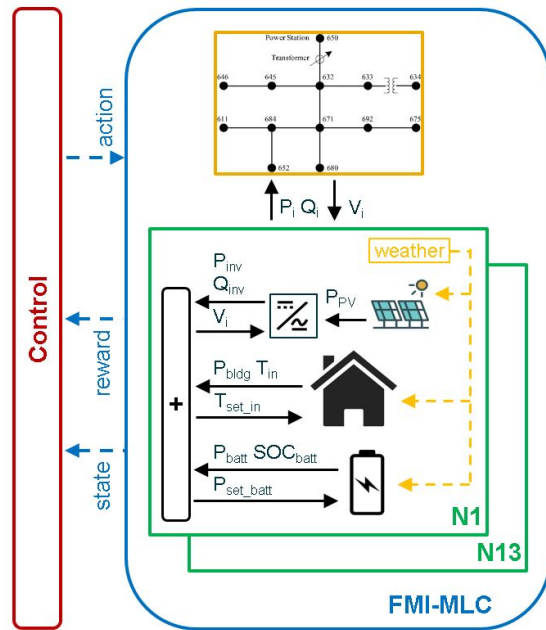 Power Station 650
Transformer
646 645 632 633 634
611 684 671 692 675
652 680
action
P_i Q_i V_i
weather
P_inv
Q_inv
P_PV
V_i
Control
reward
P_bldg T_in
+
T_set_in
P_batt SOC_batt
state
P_set_batt
N1
N13
FMI-MLC